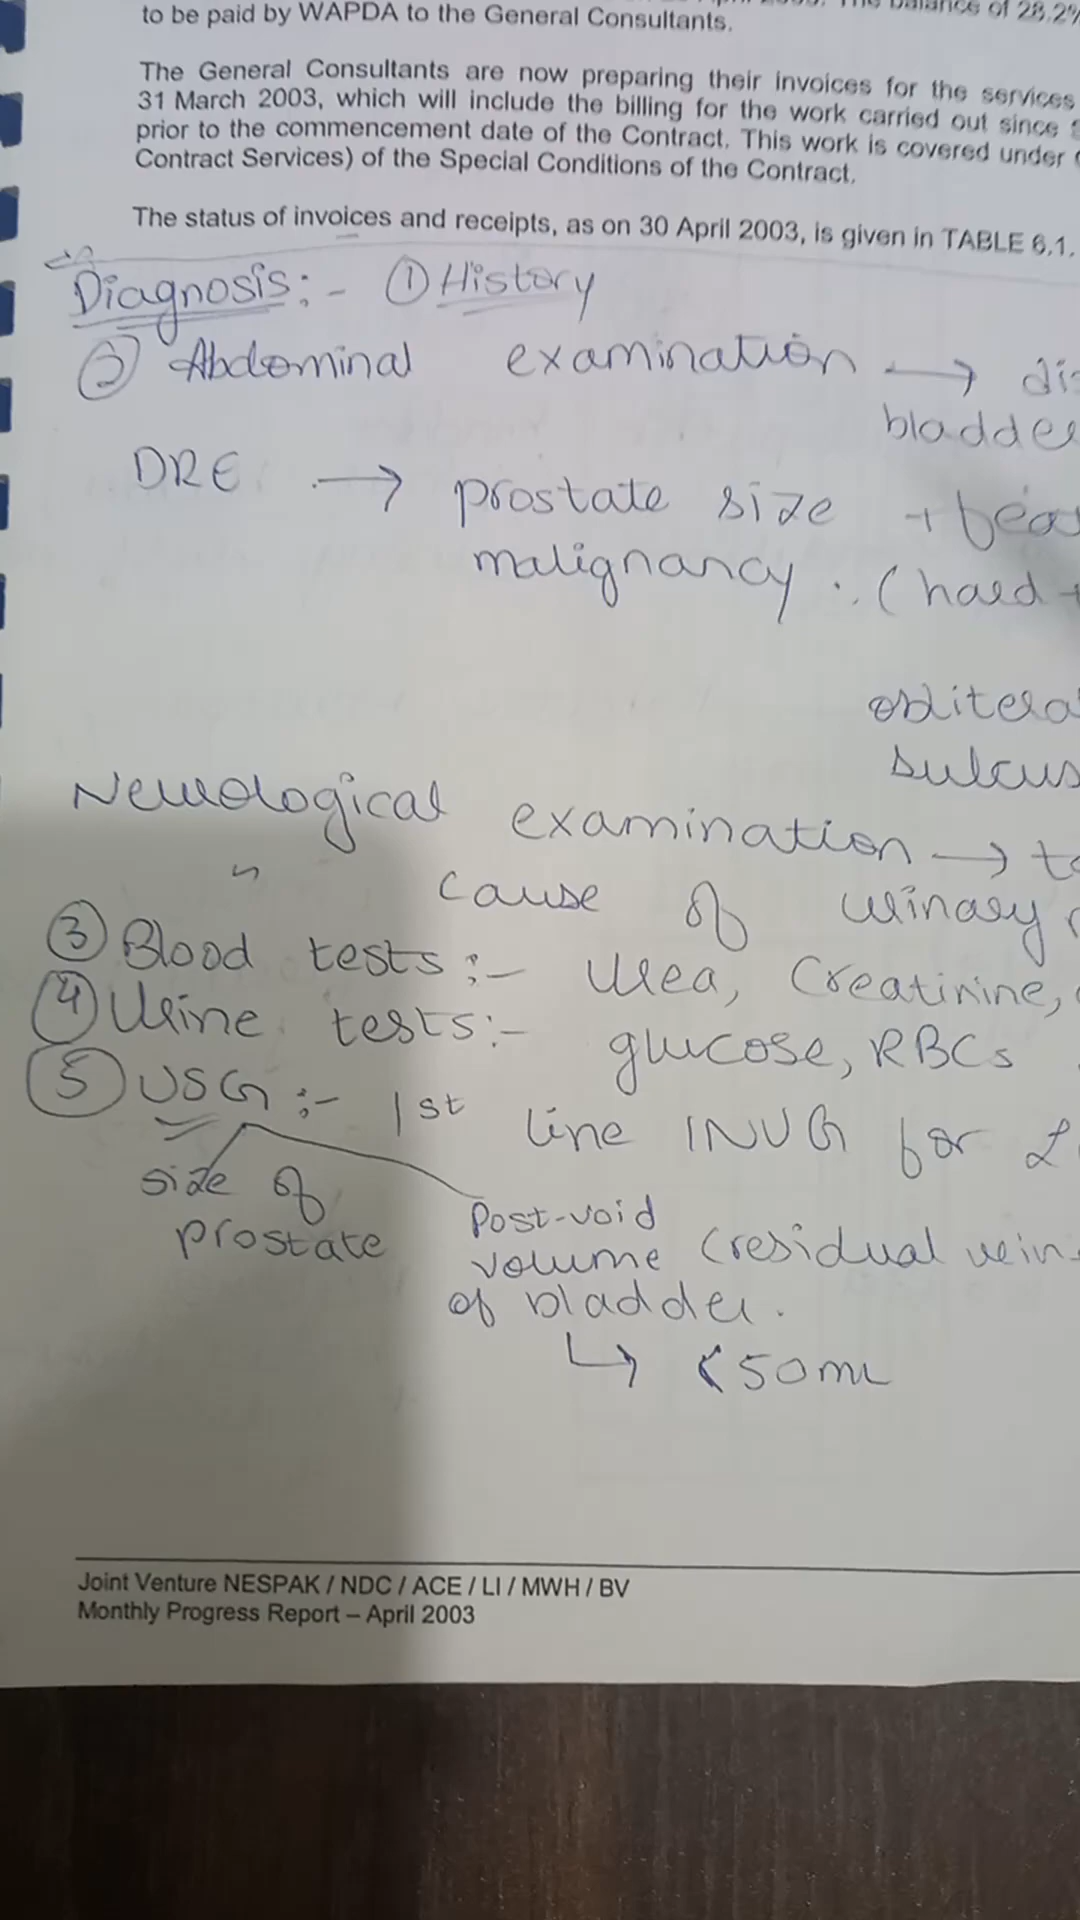 to be paid by WAPDA to the General Consultants. balance of 28.2%
The General Consultants are now preparing their invoices for the services
31 March 2003, which will include the billing for the work carried out since
prior to the commencement date of the Contract. This work is covered under
Contract Services) of the Special Conditions of the Contract.
The status of invoices and receipts, as on 30 April 2003, is given in TABLE 6.1.
Diagnosis:- ① History
② Abdominal examination →
DRE → prostate size +
malignancy. (hard +
sulcus
Neurological examination →
cause of urinary
③ Blood tests:- Urea, Creatinine,
④ Urine tests:- glucose, RBCs
⑤ USG:- 1st line INVG for
size of
prostate
Post-void
volume (residual
of bladder.
↳ <50mL
Joint Venture NESPAK / NDC / ACE / LI / MWH / BV
Monthly Progress Report – April 2003